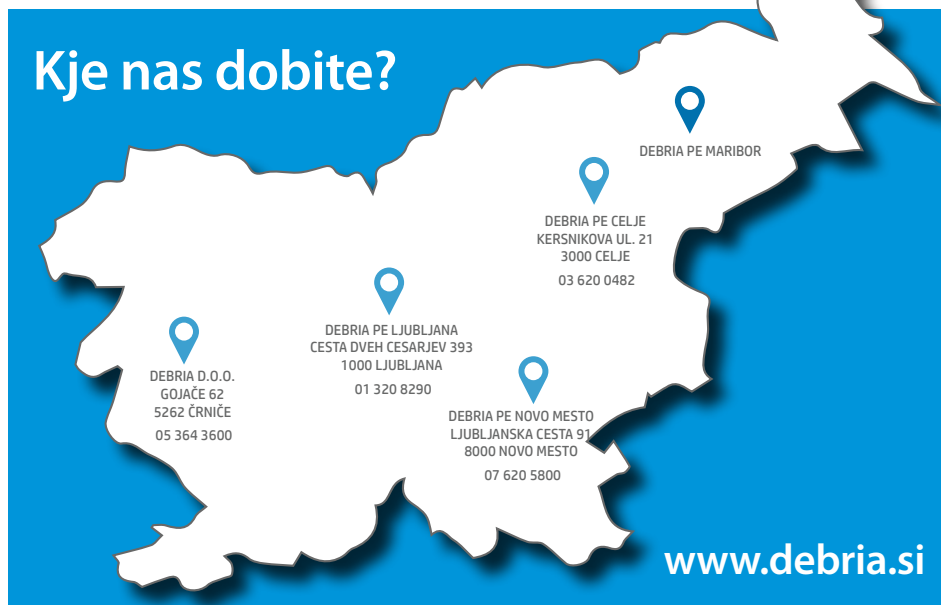 Kje nas dobite?
DEBRIA PE MARIBOR
DEBRIA PE CELJE
KERSNIKOVA UL. 21
3000 CELJE
03 620 0482
DEBRIA PE LJUBLJANA
CESTA DVEH CESARJEV 393
1000 LJUBLJANA
01 320 8290
DEBRIA D.O.O.
GOJAČE 62
5262 ČRNIČE
05 364 3600
DEBRIA PE NOVO MESTO
LJUBLJANSKA CESTA 91
8000 NOVO MESTO
07 620 5800
www.debria.si